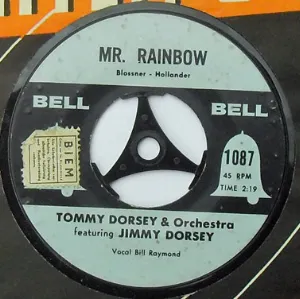 MR. RAINBOW
Blossner - Hollander
BELL
BELL
BIEM
1087
45 RPM
TIME 2:19
TOMMY DORSEY & Orchestra
featuring JIMMY DORSEY
Vocal Bill Raymond